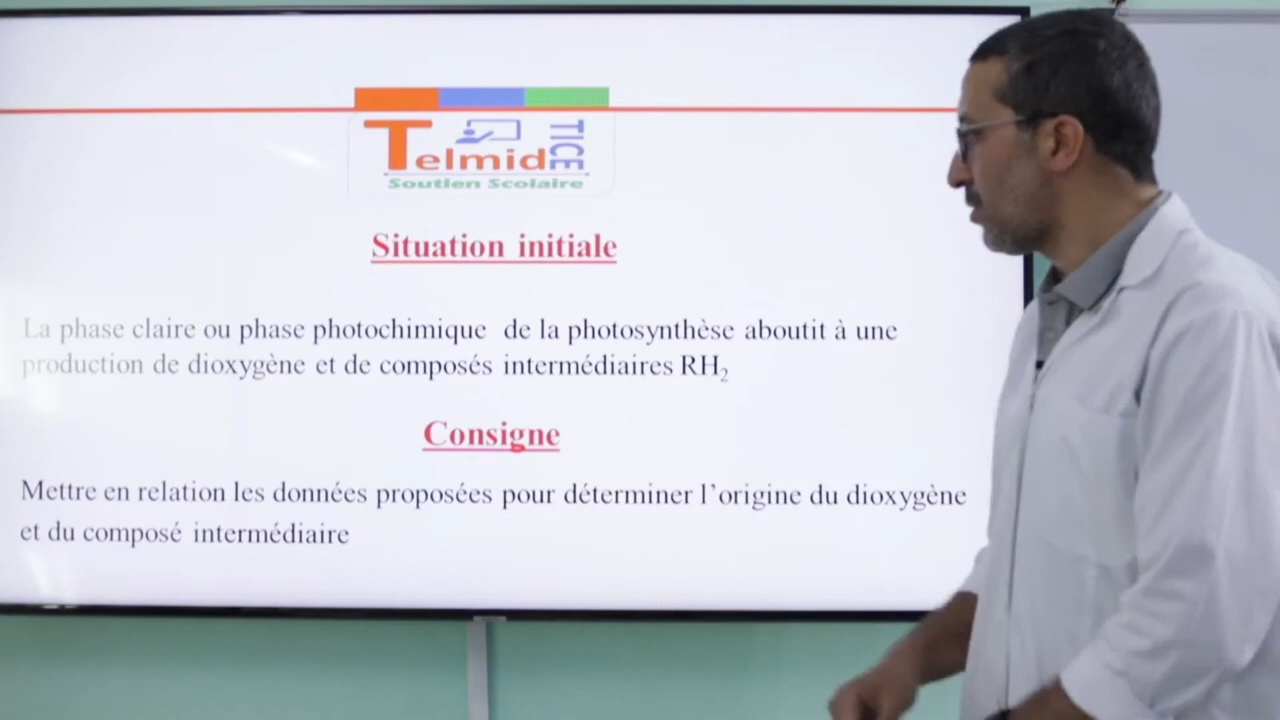 Telmid TICE
Soutien Scolaire
Situation initiale
La phase claire ou phase photochimique de la photosynthèse aboutit à une
production de dioxygène et de composés intermédiaires RH₂
Consigne
Mettre en relation les données proposées pour déterminer l’origine du dioxygène
et du composé intermédiaire